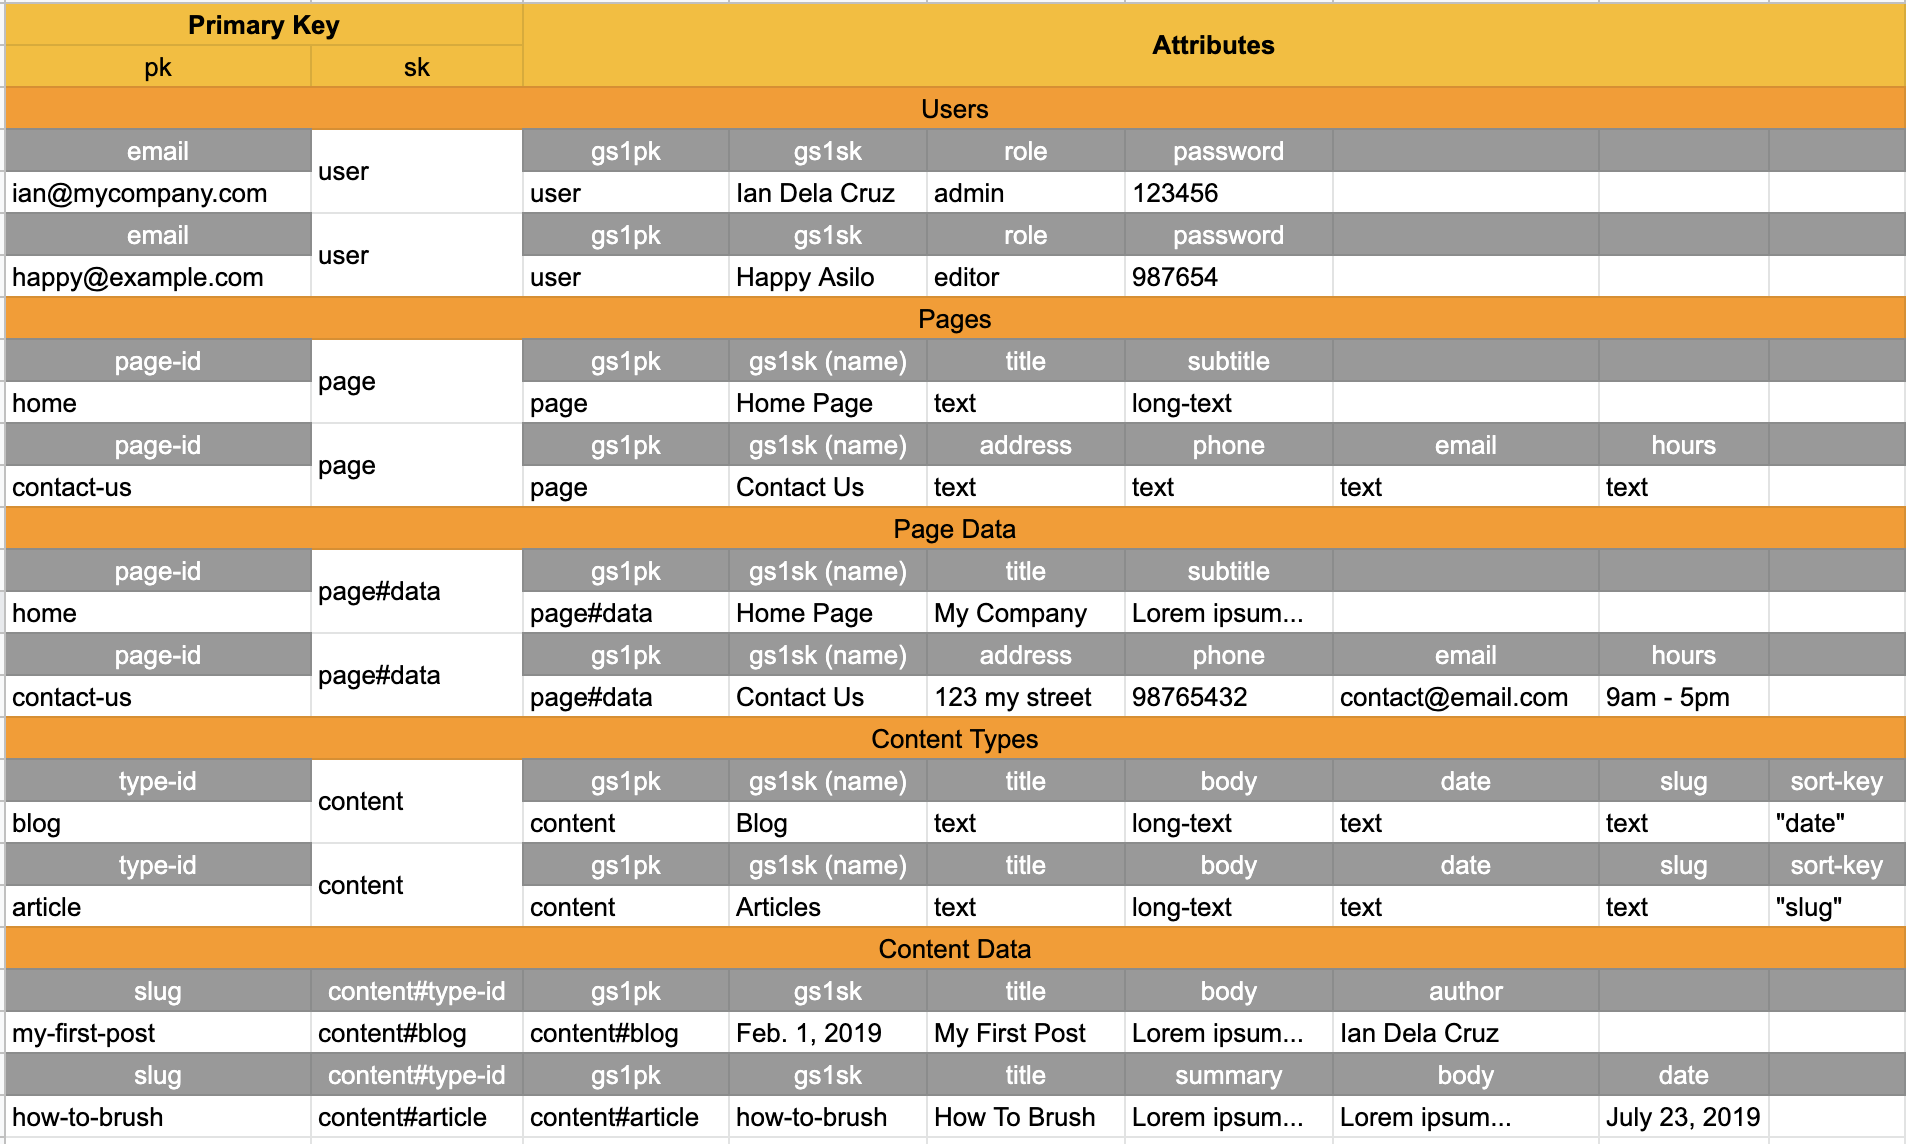 Primary Key
Attributes
pk sk
Users
email user gs1pk gs1sk role password
ian@mycompany.com user Ian Dela Cruz admin 123456
email user gs1pk gs1sk role password
happy@example.com user Happy Asilo editor 987654
Pages
page-id page gs1pk gs1sk (name) title subtitle
home page Home Page text long-text
page-id page gs1pk gs1sk (name) address phone email hours
contact-us page Contact Us text text text text
Page Data
page-id page#data gs1pk gs1sk (name) title subtitle
home page#data Home Page My Company Lorem ipsum...
page-id page#data gs1pk gs1sk (name) address phone email hours
contact-us page#data Contact Us 123 my street 98765432 contact@email.com 9am - 5pm
Content Types
type-id content gs1pk gs1sk (name) title body date slug sort-key
blog content Blog text long-text text text "date"
type-id content gs1pk gs1sk (name) title body date slug sort-key
article content Articles text long-text text text "slug"
Content Data
slug content#type-id gs1pk gs1sk title body author
my-first-post content#blog content#blog Feb. 1, 2019 My First Post Lorem ipsum... Ian Dela Cruz
slug content#type-id gs1pk gs1sk title summary body date
how-to-brush content#article content#article how-to-brush How To Brush Lorem ipsum... Lorem ipsum... July 23, 2019